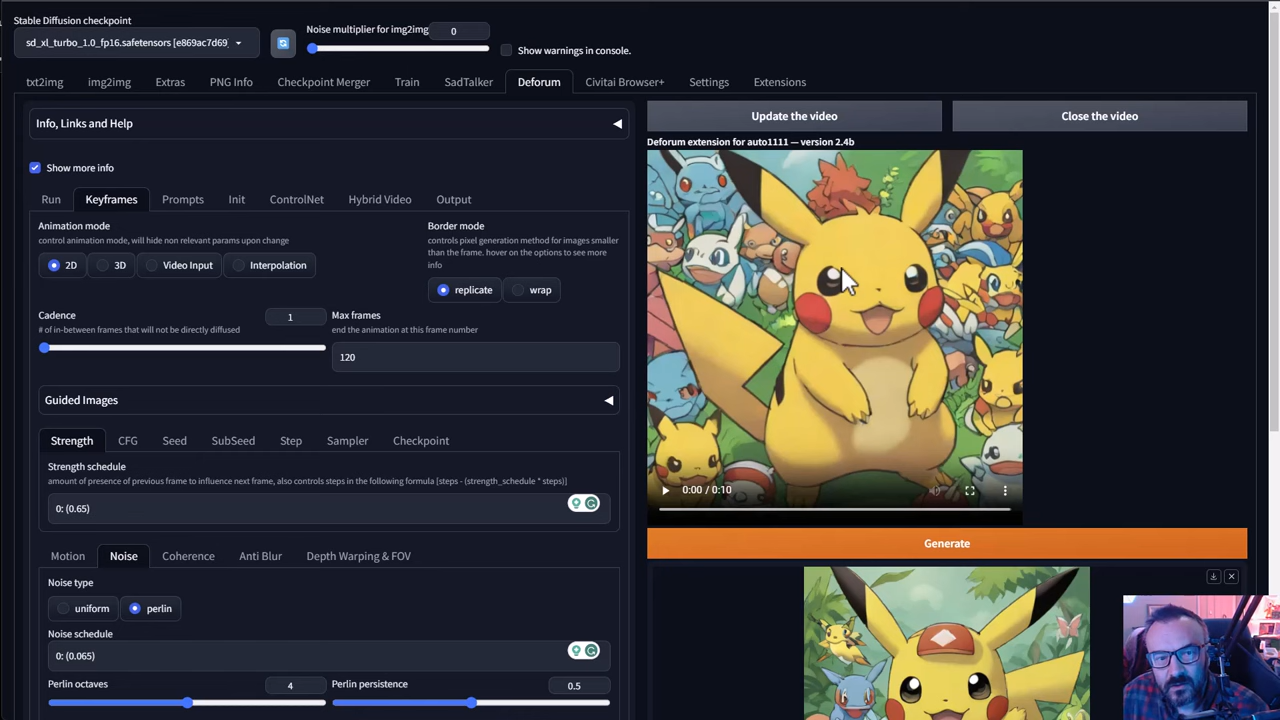 Stable Diffusion checkpoint
sd_xl_turbo_1.0_fp16.safetensors [e869ac7d69]
Noise multiplier for img2img
0
Show warnings in console.
txt2img
img2img
Extras
PNG Info
Checkpoint Merger
Train
SadTalker
Deforum
Civitai Browser+
Settings
Extensions
Info, Links and Help
Show more info
Run
Keyframes
Prompts
Init
ControlNet
Hybrid Video
Output
Animation mode
control animation mode, will hide non relevant params upon change
2D
3D
Video Input
Interpolation
Border mode
controls pixel generation method for images smaller
than the frame. hover on the options to see more
info
replicate
wrap
Cadence
1
# of in-between frames that will not be directly diffused
Max frames
end the animation at this frame number
120
Guided Images
Strength
CFG
Seed
SubSeed
Step
Sampler
Checkpoint
Strength schedule
amount of presence of previous frame to influence next frame, also controls steps in the following formula [steps - (strength_schedule * steps)]
0: (0.65)
Motion
Noise
Coherence
Anti Blur
Depth Warping & FOV
Noise type
uniform
perlin
Noise schedule
0: (0.065)
Perlin octaves
4
Perlin persistence
0.5
Update the video
Close the video
Deforum extension for auto1111 — version 2.4b
0:00 / 0:10
Generate